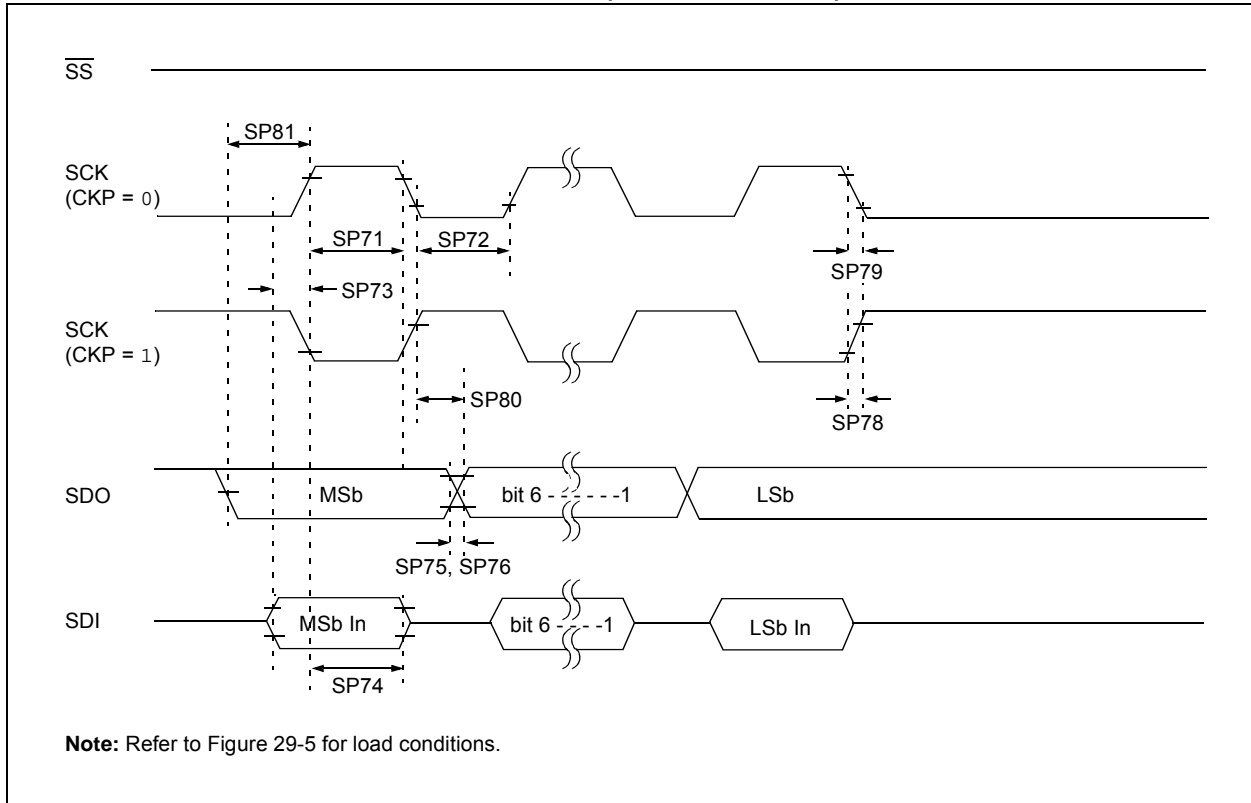 SS
SP81
SCK
(CKP = 0)
SP71
SP72
SP79
SP73
SCK
(CKP = 1)
SP80
SP78
SDO
MSb
bit 6 - - - - - -1
LSb
SP75, SP76
SDI
MSb In
bit 6 - - - -1
LSb In
SP74
Note: Refer to Figure 29-5 for load conditions.